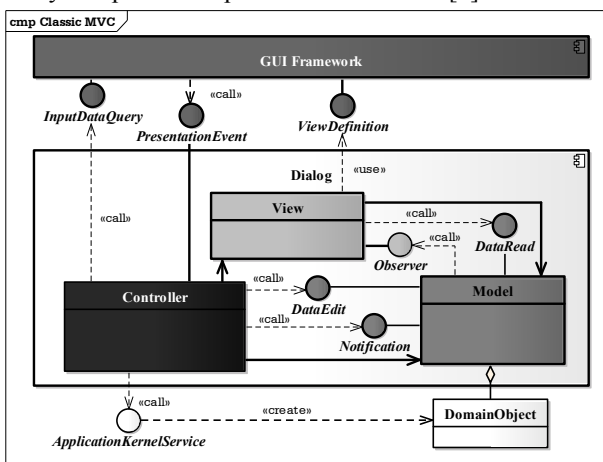 cmp Classic MVC
GUI Framework
«call»
InputDataQuery
PresentationEvent
ViewDefinition
Dialog
«use»
View
«call»
«call»
DataRead
«call»
Observer
«call»
Controller
DataEdit
Model
«call»
Notification
«call»
«create»
DomainObject
ApplicationKernelService